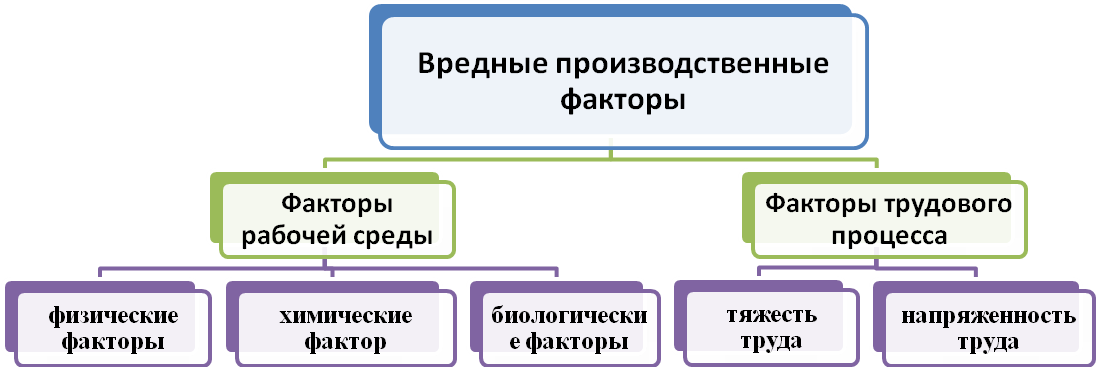 Вредные производственные
факторы
Факторы
рабочей среды
Факторы трудового
процесса
физические
факторы
химические
фактор
биологически
е факторы
тяжесть
труда
напряженность
труда